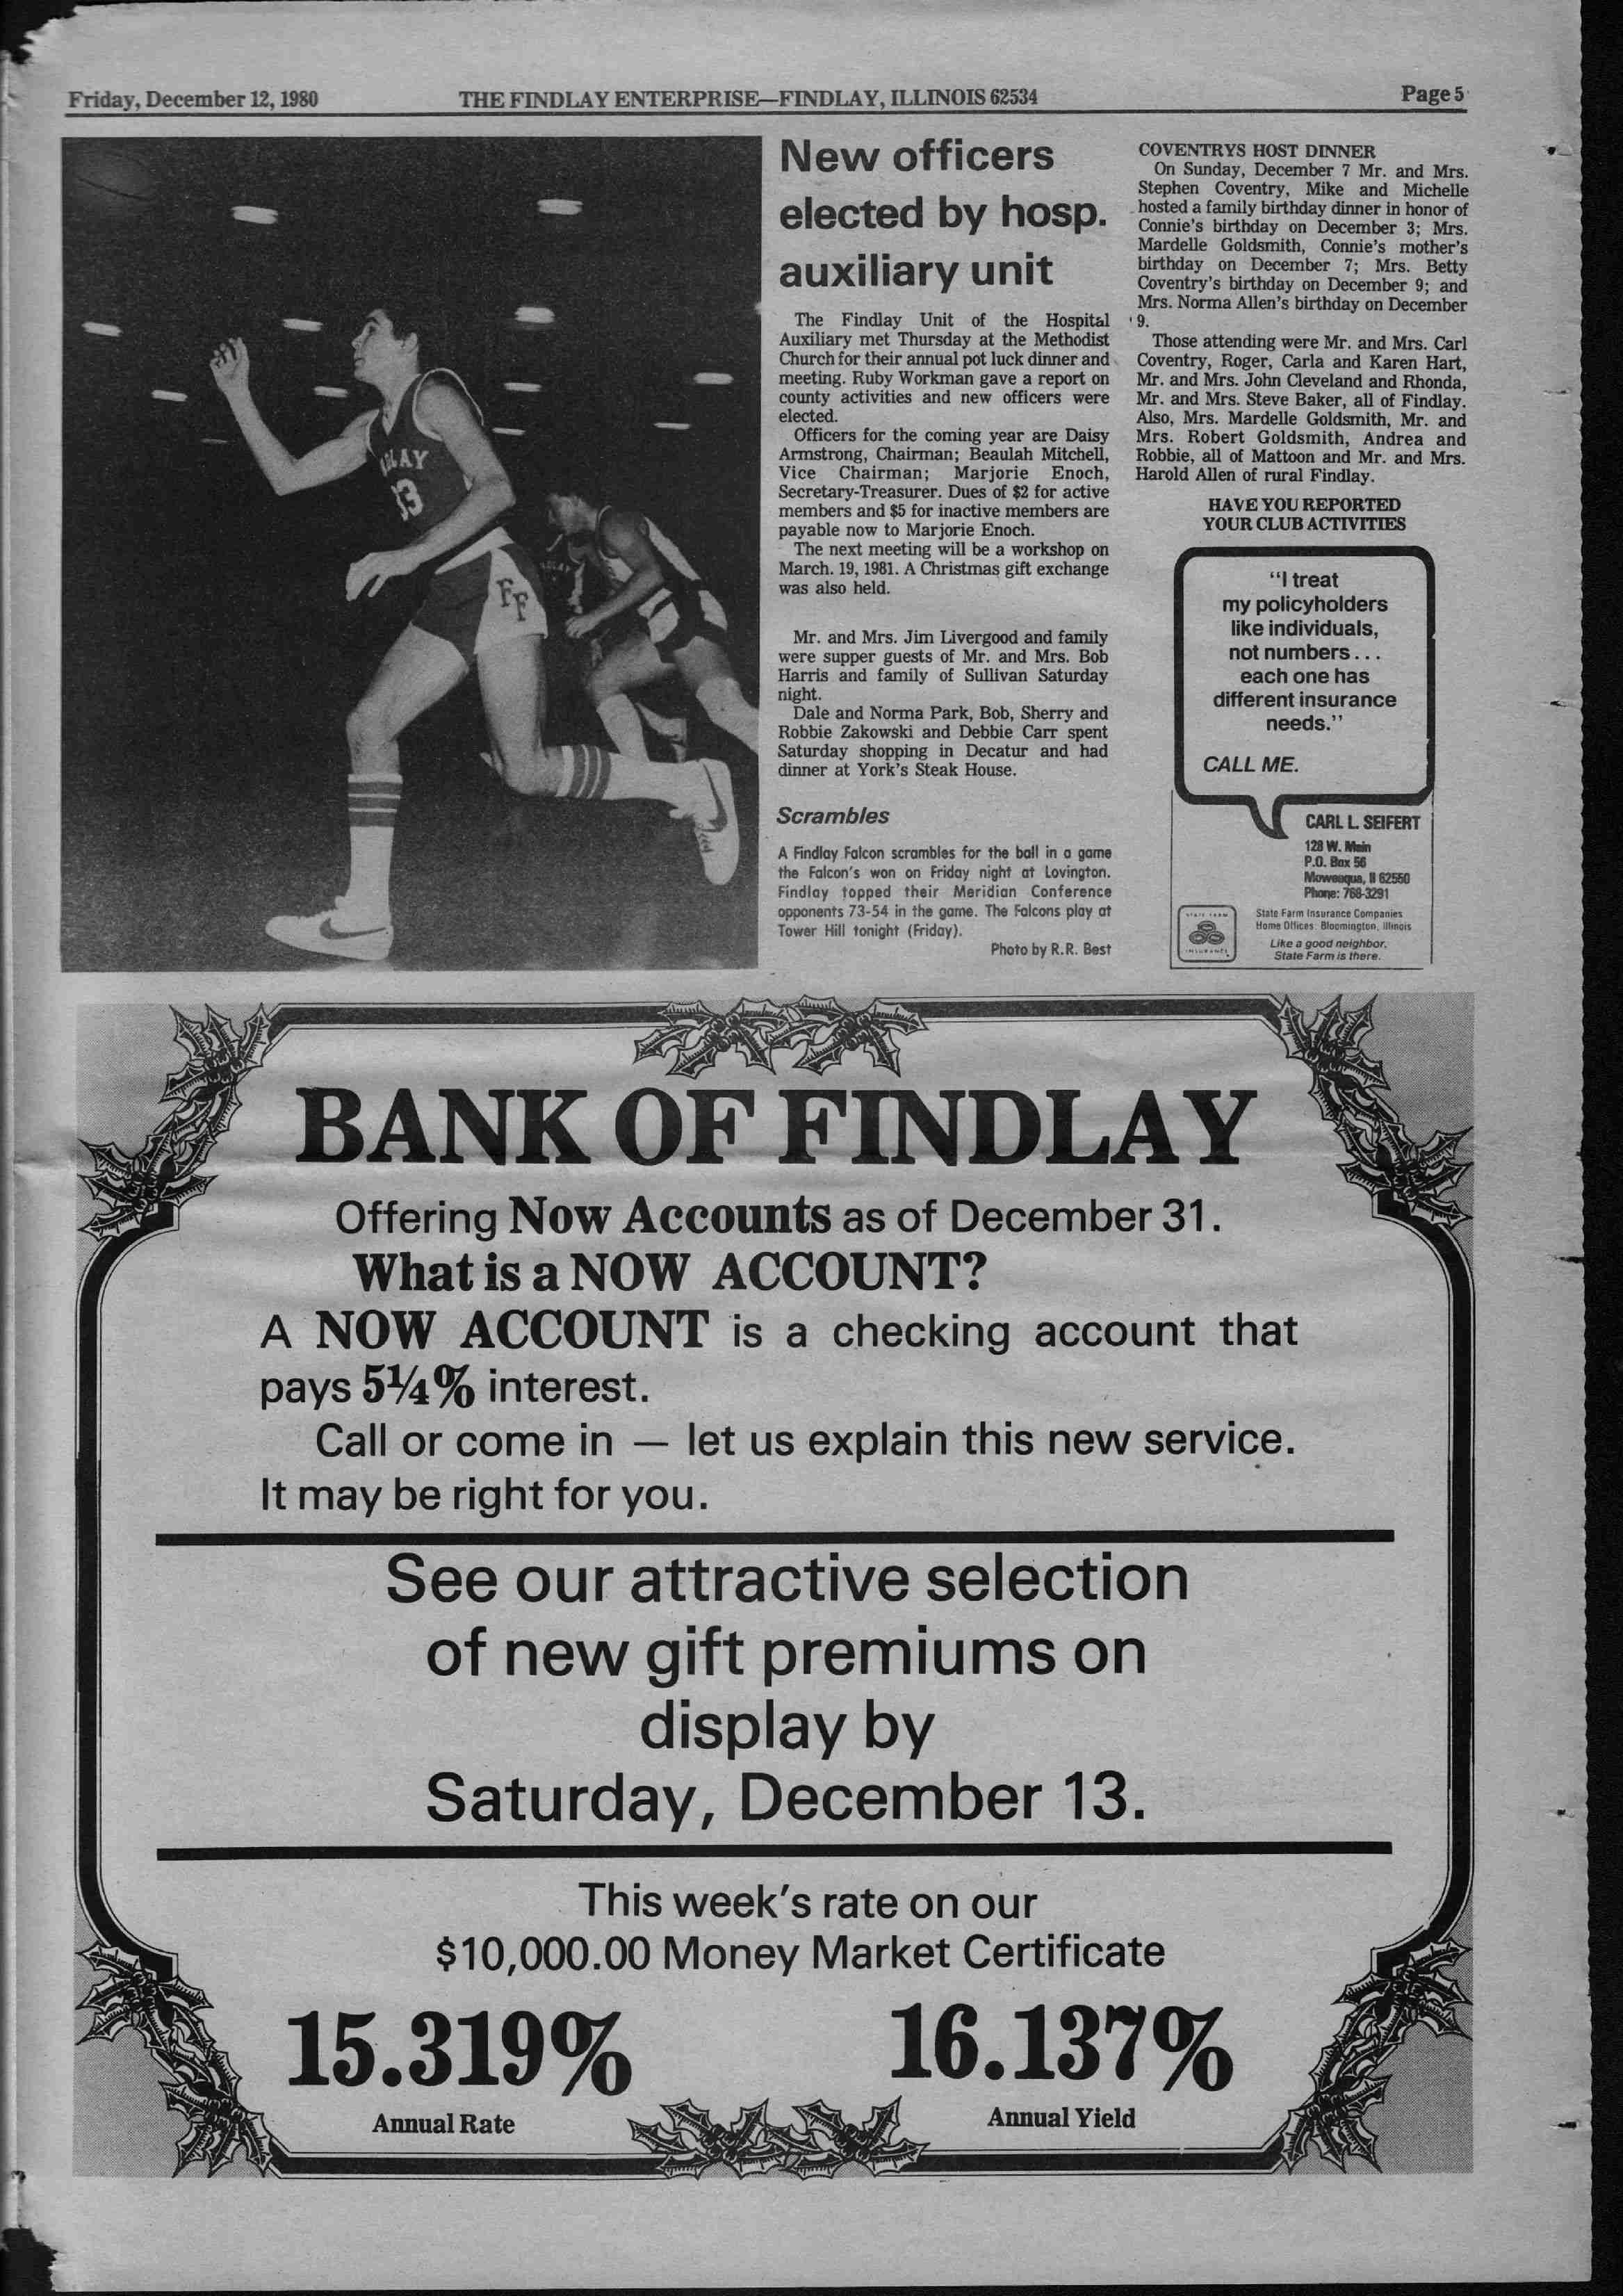 Friday, December 12, 1980 THE FINDLAY ENTERPRISE—FINDLAY, ILLINOIS 62534 Page 5
LAY
33
FF
New officers
elected by hosp.
auxiliary unit
The Findlay Unit of the Hospital
Auxiliary met Thursday at the Methodist
Church for their annual pot luck dinner and
meeting. Ruby Workman gave a report on
county activities and new officers were
elected.
Officers for the coming year are Daisy
Armstrong, Chairman; Beaulah Mitchell,
Vice Chairman; Marjorie Enoch,
Secretary-Treasurer. Dues of $2 for active
members and $5 for inactive members are
payable now to Marjorie Enoch.
The next meeting will be a workshop on
March. 19, 1981. A Christmas gift exchange
was also held.
Mr. and Mrs. Jim Livergood and family
were supper guests of Mr. and Mrs. Bob
Harris and family of Sullivan Saturday
night.
Dale and Norma Park, Bob, Sherry and
Robbie Zakowski and Debbie Carr spent
Saturday shopping in Decatur and had
dinner at York's Steak House.
Scrambles
A Findlay Falcon scrambles for the ball in a game
the Falcon's won on Friday night at Lovington.
Findlay topped their Meridian Conference
opponents 73-54 in the game. The Falcons play at
Tower Hill tonight (Friday).
Photo by R.R. Best
COVENTRYS HOST DINNER
On Sunday, December 7 Mr. and Mrs.
Stephen Coventry, Mike and Michelle
hosted a family birthday dinner in honor of
Connie's birthday on December 3; Mrs.
Mardelle Goldsmith, Connie's mother's
birthday on December 7; Mrs. Betty
Coventry's birthday on December 9; and
Mrs. Norma Allen's birthday on December
9.
Those attending were Mr. and Mrs. Carl
Coventry, Roger, Carla and Karen Hart,
Mr. and Mrs. John Cleveland and Rhonda,
Mr. and Mrs. Steve Baker, all of Findlay.
Also, Mrs. Mardelle Goldsmith, Mr. and
Mrs. Robert Goldsmith, Andrea and
Robbie, all of Mattoon and Mr. and Mrs.
Harold Allen of rural Findlay.
HAVE YOU REPORTED
YOUR CLUB ACTIVITIES
"I treat
my policyholders
like individuals,
not numbers...
each one has
different insurance
needs."
CALL ME.
CARL L. SEIFERT
128 W. Main
P.O. Box 56
Moweaqua, Il 62550
Phone: 768-3291
STATE FARM
INSURANCE
State Farm Insurance Companies
Home Offices: Bloomington, Illinois
Like a good neighbor,
State Farm is there.
BANK OF FINDLAY
Offering Now Accounts as of December 31.
What is a NOW ACCOUNT?
A NOW ACCOUNT is a checking account that
pays 5¼% interest.
Call or come in — let us explain this new service.
It may be right for you.
See our attractive selection
of new gift premiums on
display by
Saturday, December 13.
This week's rate on our
$10,000.00 Money Market Certificate
15.319% 16.137%
Annual Rate Annual Yield